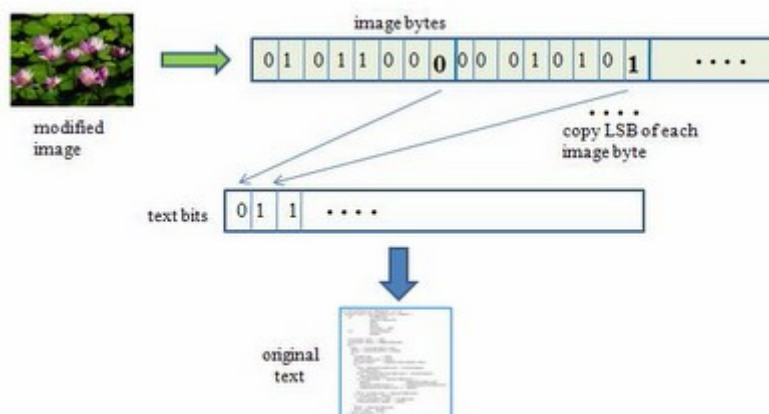 image bytes
0 1 0 1 1 0 0 0 0 0 0 1 0 1 0 1 . . . .
modified
image
. . . .
copy LSB of each
image byte
text bits
0 1 1 . . . .
original
text